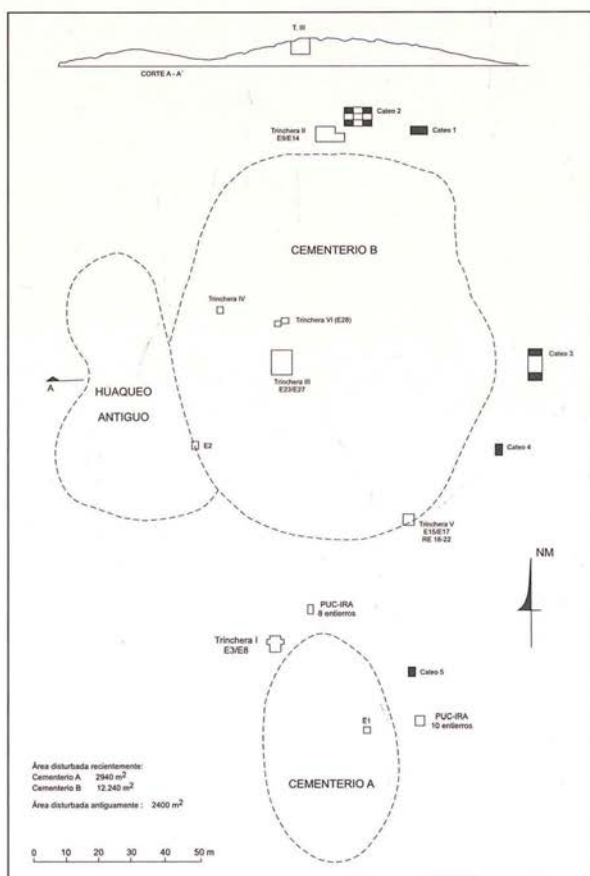 T. III
CORTE A - A´
Cateo 2
Trinchera II
E9/E14
Cateo 1
CEMENTERIO B
Trinchera IV
Trinchera VI (E28)
Cateo 3
A
HUAQUEO
ANTIGUO
Trinchera III
E23/E27
E2
Cateo 4
Trinchera V
E15/E17
RE 18-22
NM
PUC-IRA
8 entierros
Trinchera I
E3/E8
Cateo 5
E1
PUC-IRA
10 entierros
CEMENTERIO A
Área disturbada recientemente:
Cementerio A 2940 m²
Cementerio B 12.240 m²
Área disturbada antiguamente : 2400 m²
0 10 20 30 40 50 m